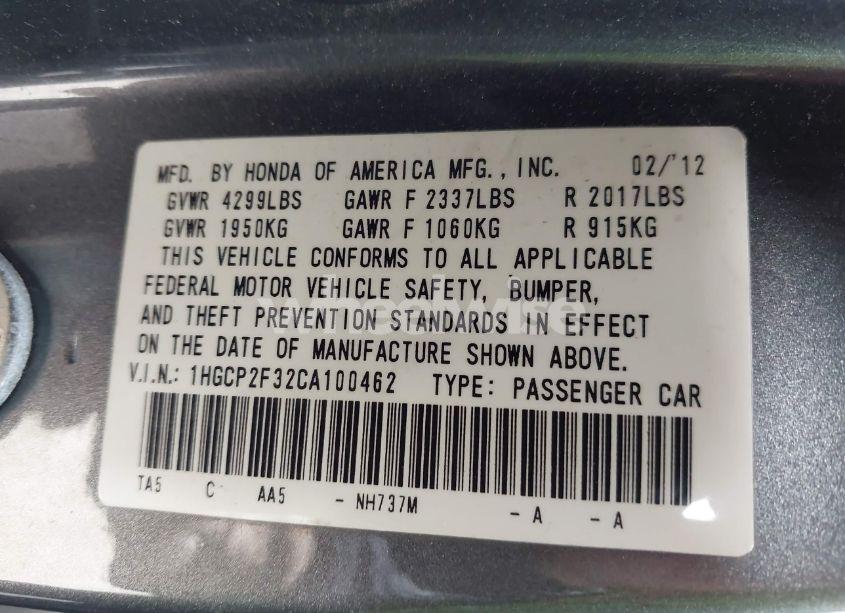 MFD. BY HONDA OF AMERICA MFG., INC. 02/'12
GVWR 4299LBS GAWR F 2337LBS R 2017LBS
GVWR 1950KG GAWR F 1060KG R 915KG
THIS VEHICLE CONFORMS TO ALL APPLICABLE
FEDERAL MOTOR VEHICLE SAFETY, BUMPER,
AND THEFT PREVENTION STANDARDS IN EFFECT
ON THE DATE OF MANUFACTURE SHOWN ABOVE.
V.I.N.: 1HGCP2F32CA100462 TYPE: PASSENGER CAR
TA5 C AA5 - NH737M - A - A
wheelwise